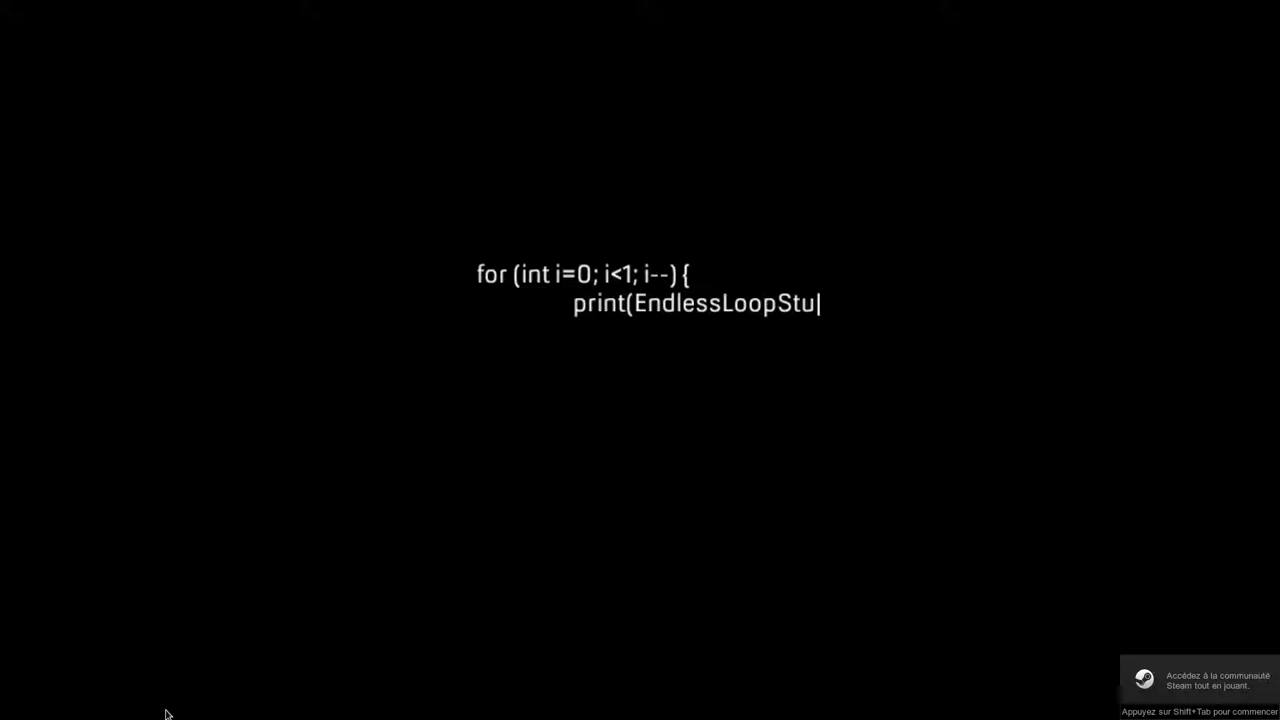 for (int i=0; i<1; i--) {
print(EndlessLoopStu|
Accédez à la communauté
Steam tout en jouant.
Appuyez sur Shift+Tab pour commencer